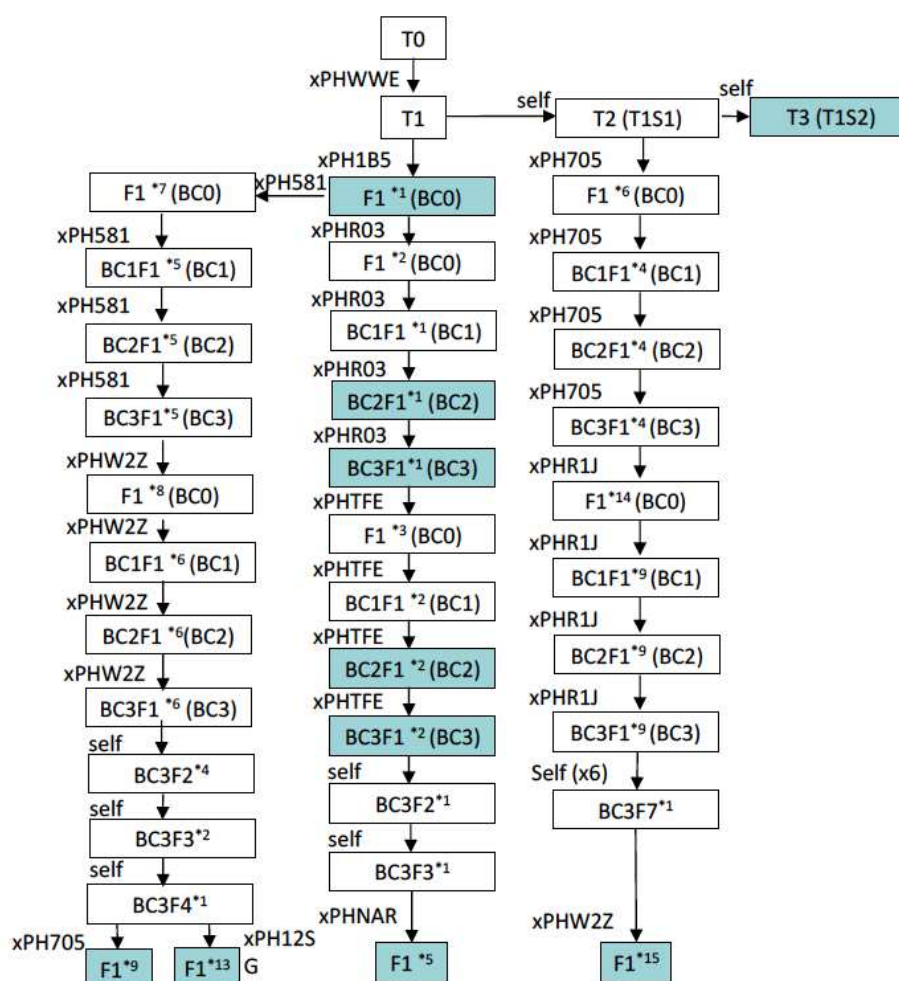 T0
xPHWWE
T1
self
T2 (T1S1)
self
T3 (T1S2)
xPH1B5
xPH705
F1 *7 (BC0)
xPH581
F1 *1 (BC0)
F1 *6 (BC0)
xPH581
xPHR03
xPH705
BC1F1 *5 (BC1)
F1 *2 (BC0)
BC1F1*4 (BC1)
xPH581
xPHR03
xPH705
BC2F1*5 (BC2)
BC1F1 *1 (BC1)
BC2F1*4 (BC2)
xPH581
xPHR03
xPH705
BC3F1*5 (BC3)
BC2F1*1 (BC2)
BC3F1*4 (BC3)
xPHW2Z
xPHR03
xPHR1J
F1 *8 (BC0)
BC3F1*1 (BC3)
F1*14 (BC0)
xPHW2Z
xPHTFE
xPHR1J
BC1F1 *6 (BC1)
F1 *3 (BC0)
BC1F1*9 (BC1)
xPHW2Z
xPHTFE
xPHR1J
BC2F1 *6(BC2)
BC1F1 *2 (BC1)
BC2F1*9 (BC2)
xPHW2Z
xPHTFE
xPHR1J
BC3F1 *6 (BC3)
BC2F1 *2 (BC2)
BC3F1*9 (BC3)
self
xPHTFE
Self (x6)
BC3F2*4
BC3F1 *2 (BC3)
BC3F7*1
self
self
BC3F3*2
BC3F2*1
self
self
BC3F4*1
BC3F3*1
xPH705
xPH12S
G
xPHNAR
xPHW2Z
F1*9
F1*13
F1 *5
F1*15